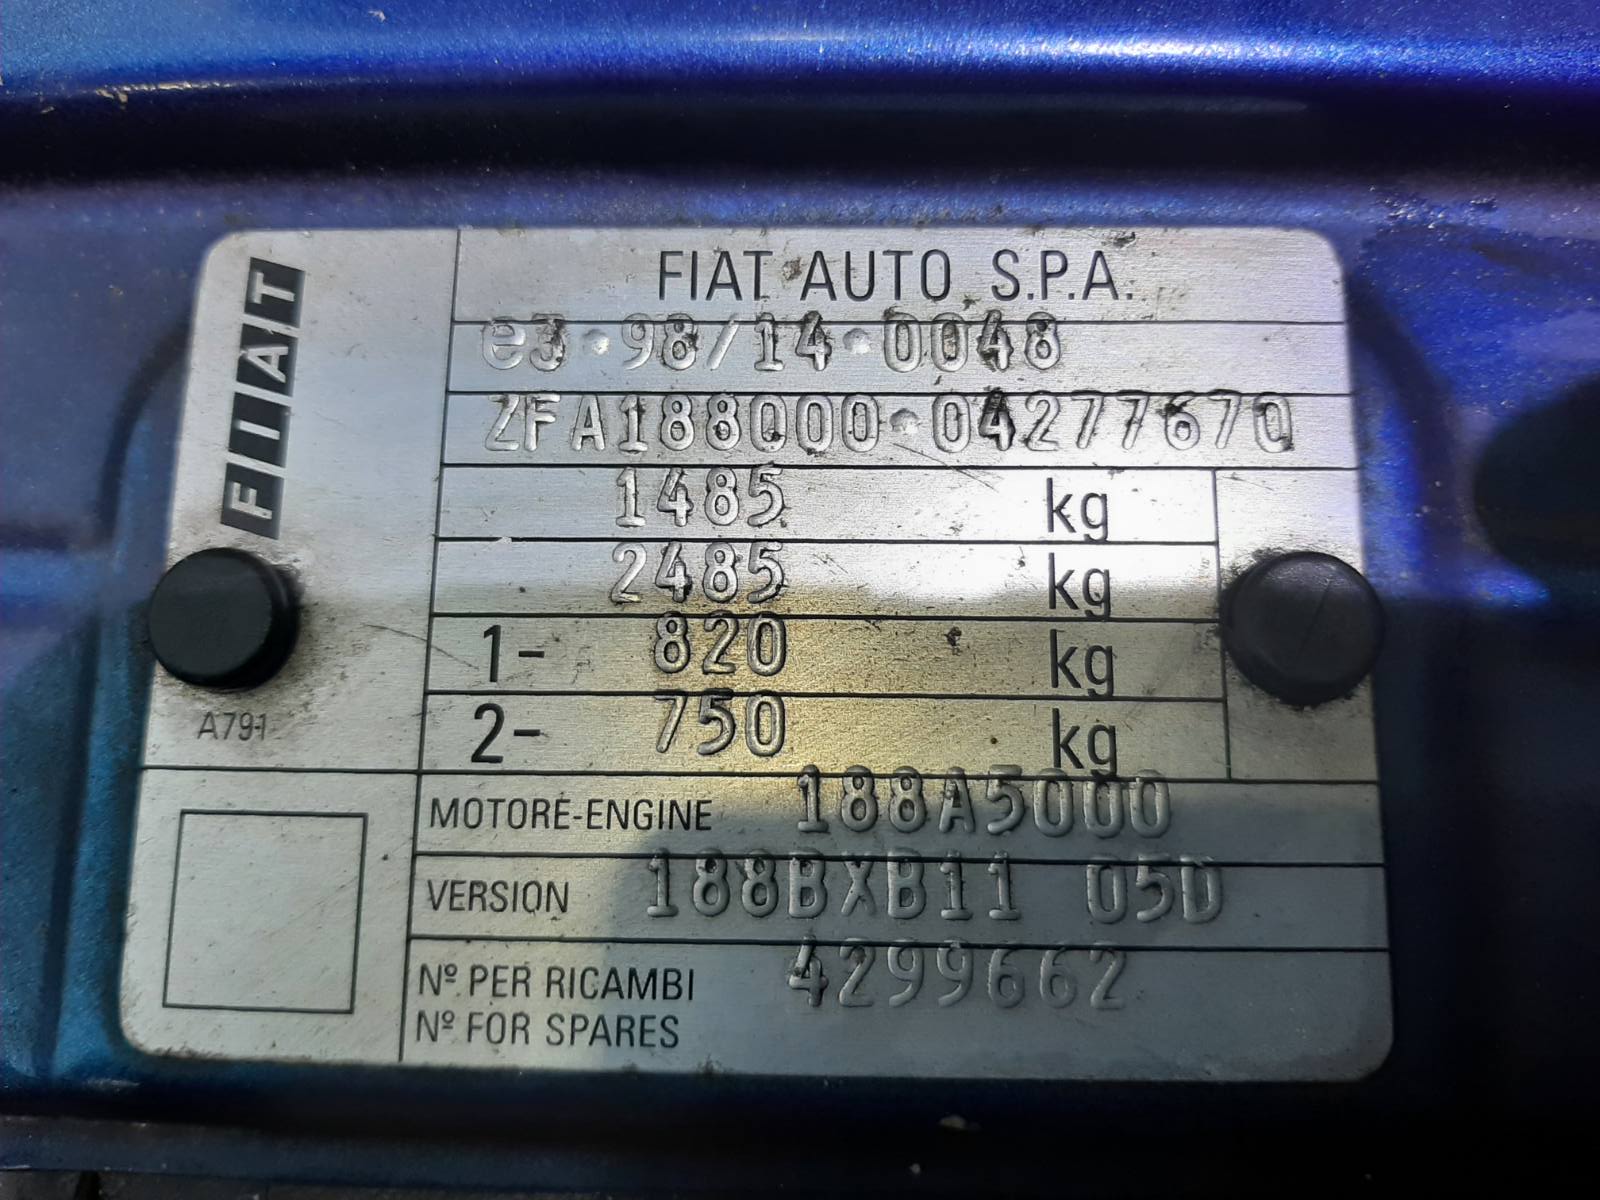 FIAT
FIAT AUTO S.P.A.
e3·98/14·0048
ZFA188000·04277670
1485 kg
2485 kg
1- 820 kg
2- 750 kg
A791
MOTORE-ENGINE 188A5000
VERSION 188BXB11 05D
Nº PER RICAMBI 4299662
Nº FOR SPARES